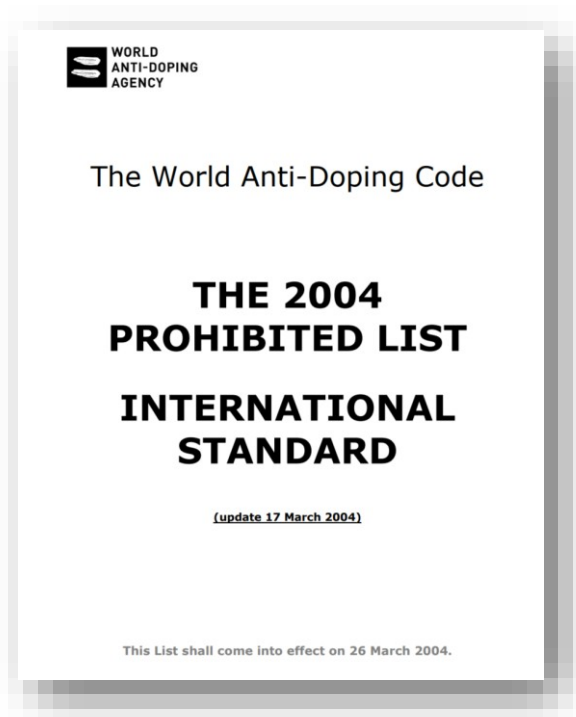 WORLD
ANTI-DOPING
AGENCY
The World Anti-Doping Code
THE 2004
PROHIBITED LIST
INTERNATIONAL
STANDARD
(update 17 March 2004)
This List shall come into effect on 26 March 2004.